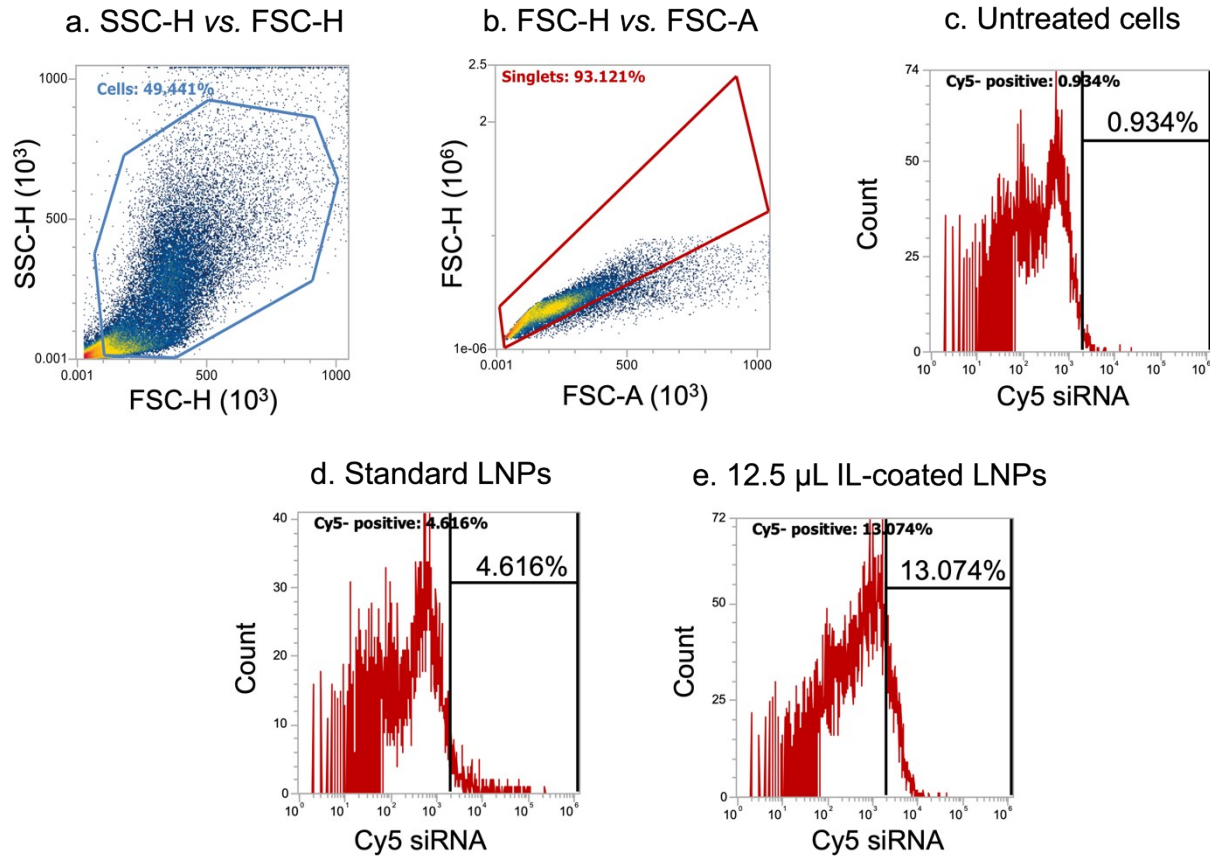 a. SSC-H vs. FSC-H
b. FSC-H vs. FSC-A
c. Untreated cells
1000
500
0.001
SSC-H (10³)
Cells: 49.441%
0.001 500 1000
FSC-H (10³)
2.5
2
1e-06
FSC-H (10⁶)
Singlets: 93.121%
0.001 500 1000
FSC-A (10³)
74
50
25
0
Count
Cy5- positive: 0.934%
0.934%
10⁰ 10¹ 10² 10³ 10⁴ 10⁵ 10⁶
Cy5 siRNA
d. Standard LNPs
e. 12.5 µL IL-coated LNPs
40
30
20
10
0
Count
Cy5- positive: 4.616%
4.616%
10⁰ 10¹ 10² 10³ 10⁴ 10⁵ 10⁶
Cy5 siRNA
72
50
25
0
Count
Cy5- positive: 13.074%
13.074%
10⁰ 10¹ 10² 10³ 10⁴ 10⁵ 10⁶
Cy5 siRNA